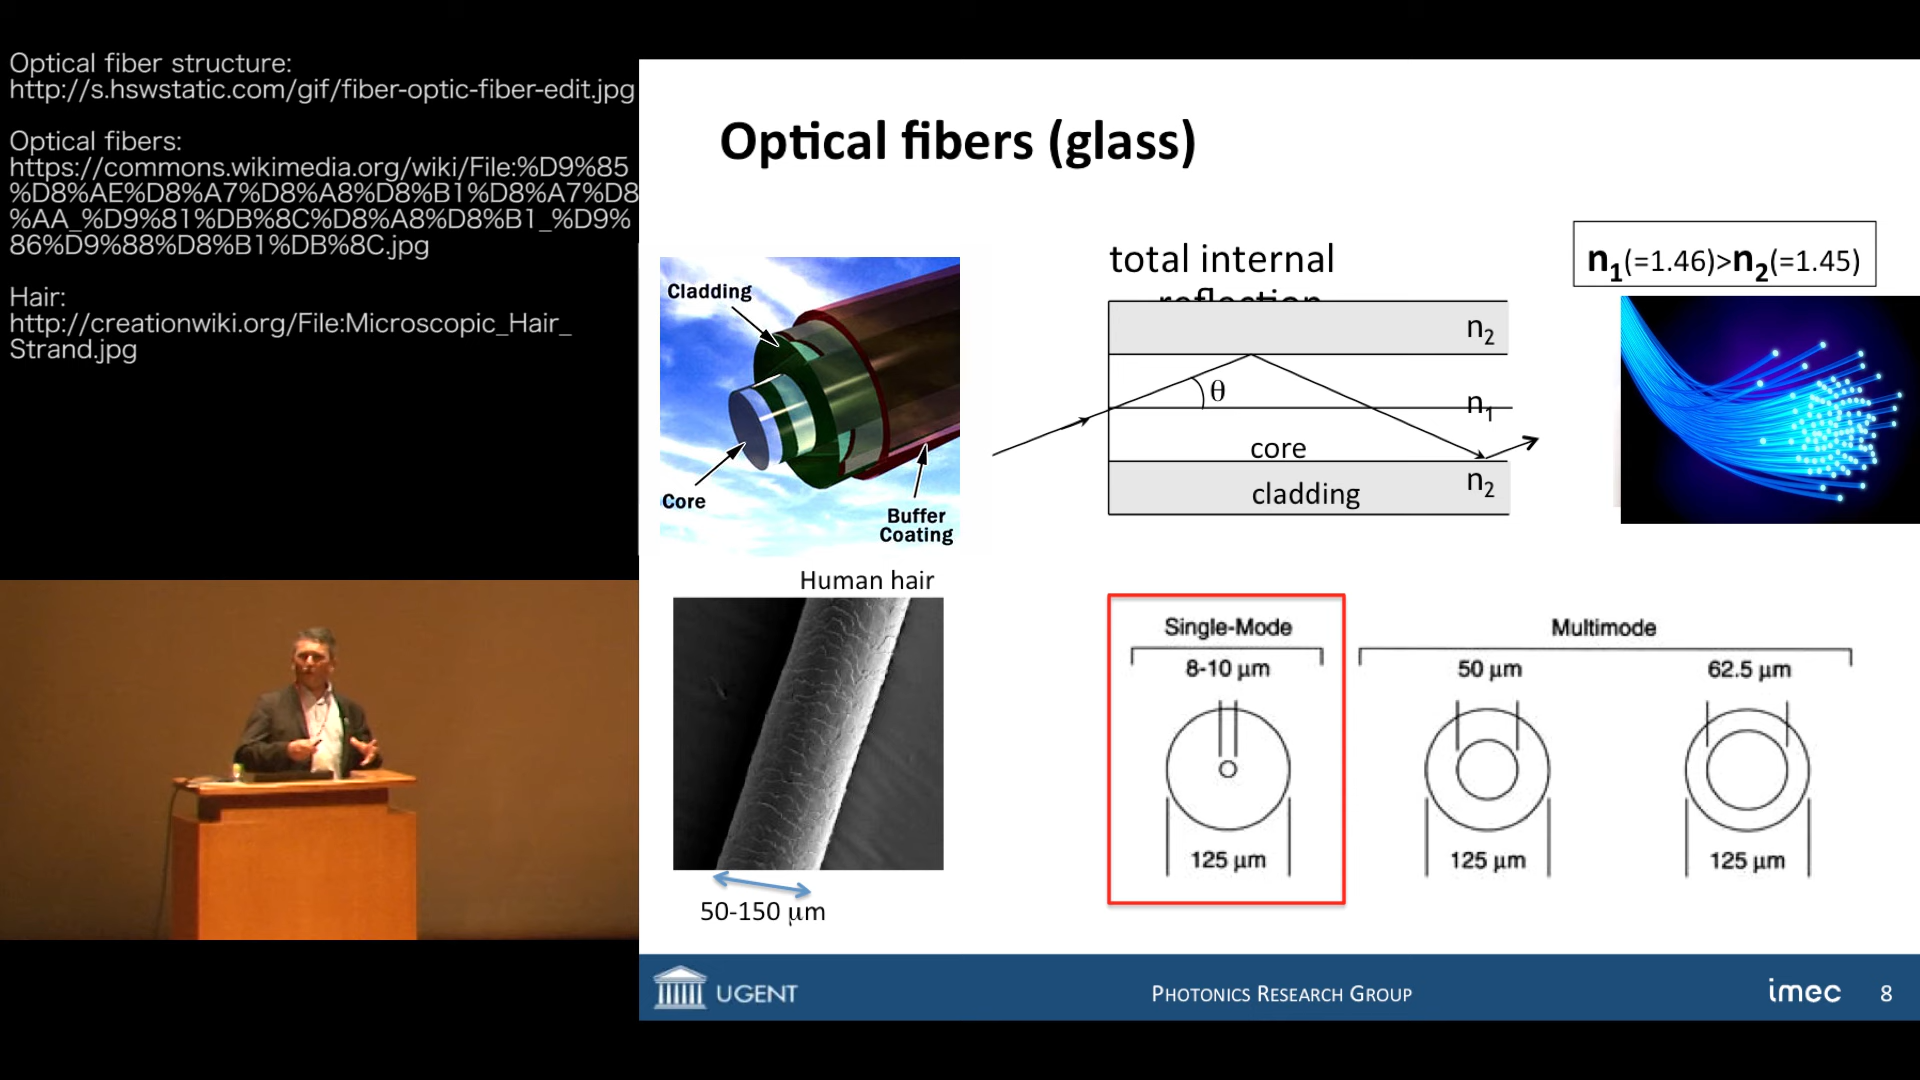 Optical fiber structure:
http://s.hswstatic.com/gif/fiber-optic-fiber-edit.jpg
Optical fibers:
https://commons.wikimedia.org/wiki/File:%D9%85
%D8%AE%D8%A7%D8%A8%D8%B1%D8%A7%D8
%AA_%D9%81%DB%8C%D8%A8%D8%B1_%D9%
86%D9%88%D8%B1%DB%8C.jpg
Hair:
http://creationwiki.org/File:Microscopic_Hair_
Strand.jpg
Optical fibers (glass)
Cladding
Core
Buffer
Coating
total internal
reflection
n2
θ
n1
core
n2
cladding
n1(=1.46)>n2(=1.45)
Human hair
50-150 μm
Single-Mode
8-10 μm
125 μm
Multimode
50 μm
62.5 μm
125 μm
125 μm
UGENT
PHOTONICS RESEARCH GROUP
imec
8